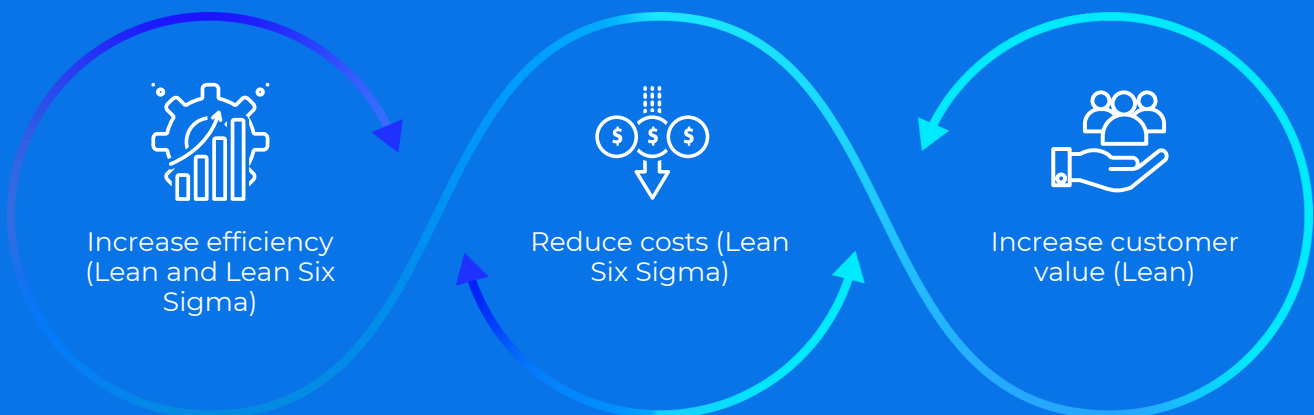 $ $ $
Increase efficiency
(Lean and Lean Six
Sigma)
Reduce costs (Lean
Six Sigma)
Increase customer
value (Lean)